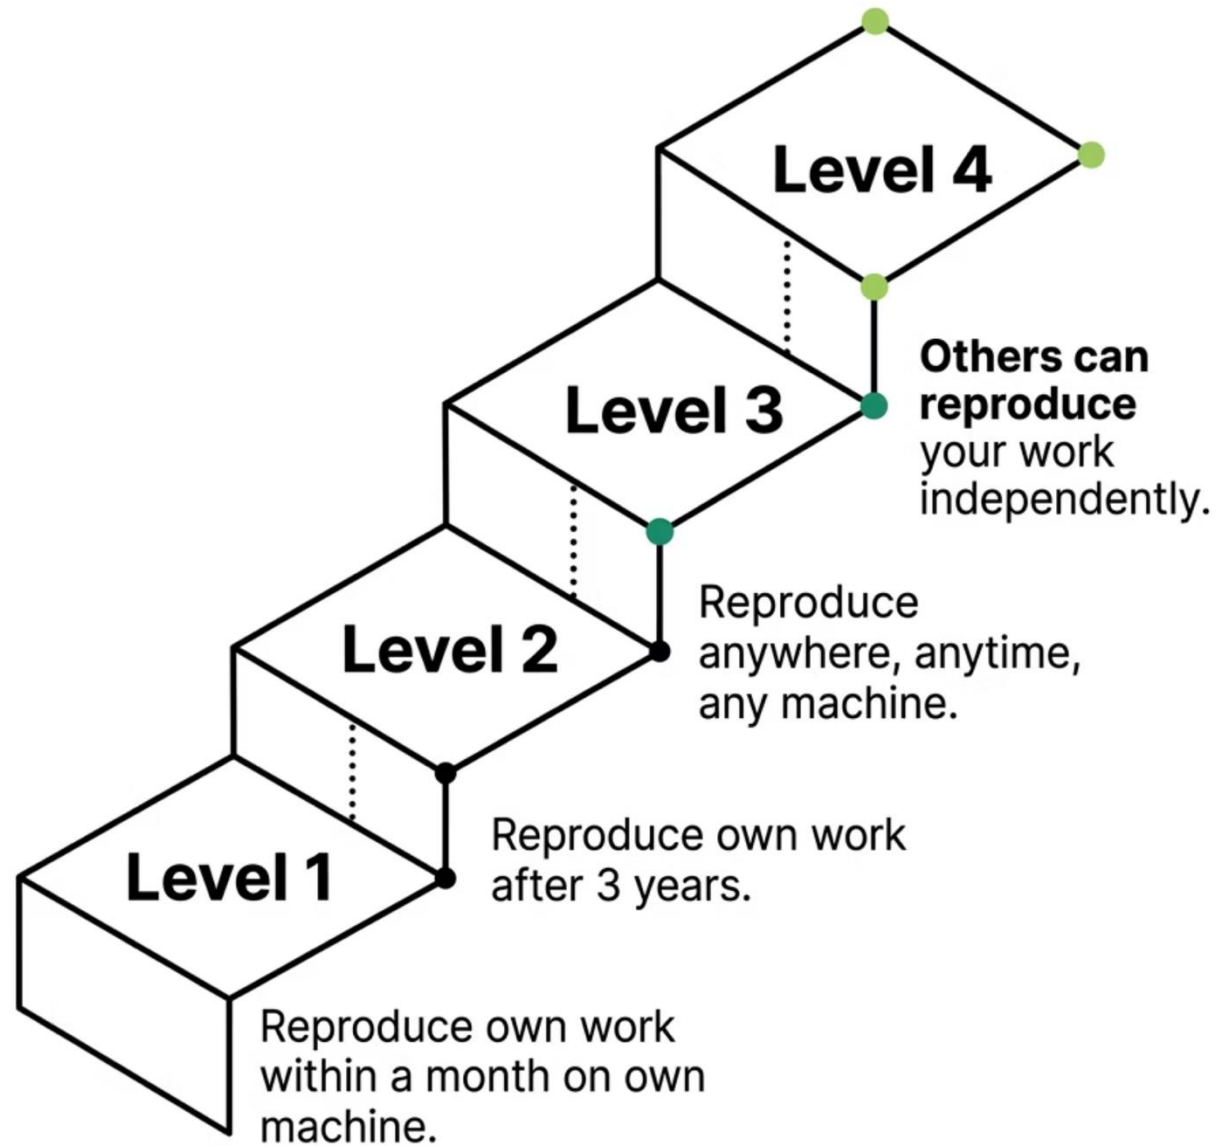 Level 4
Others can
reproduce
your work
independently.
Level 3
Reproduce
anywhere, anytime,
any machine.
Level 2
Reproduce own work
after 3 years.
Level 1
Reproduce own work
within a month on own
machine.